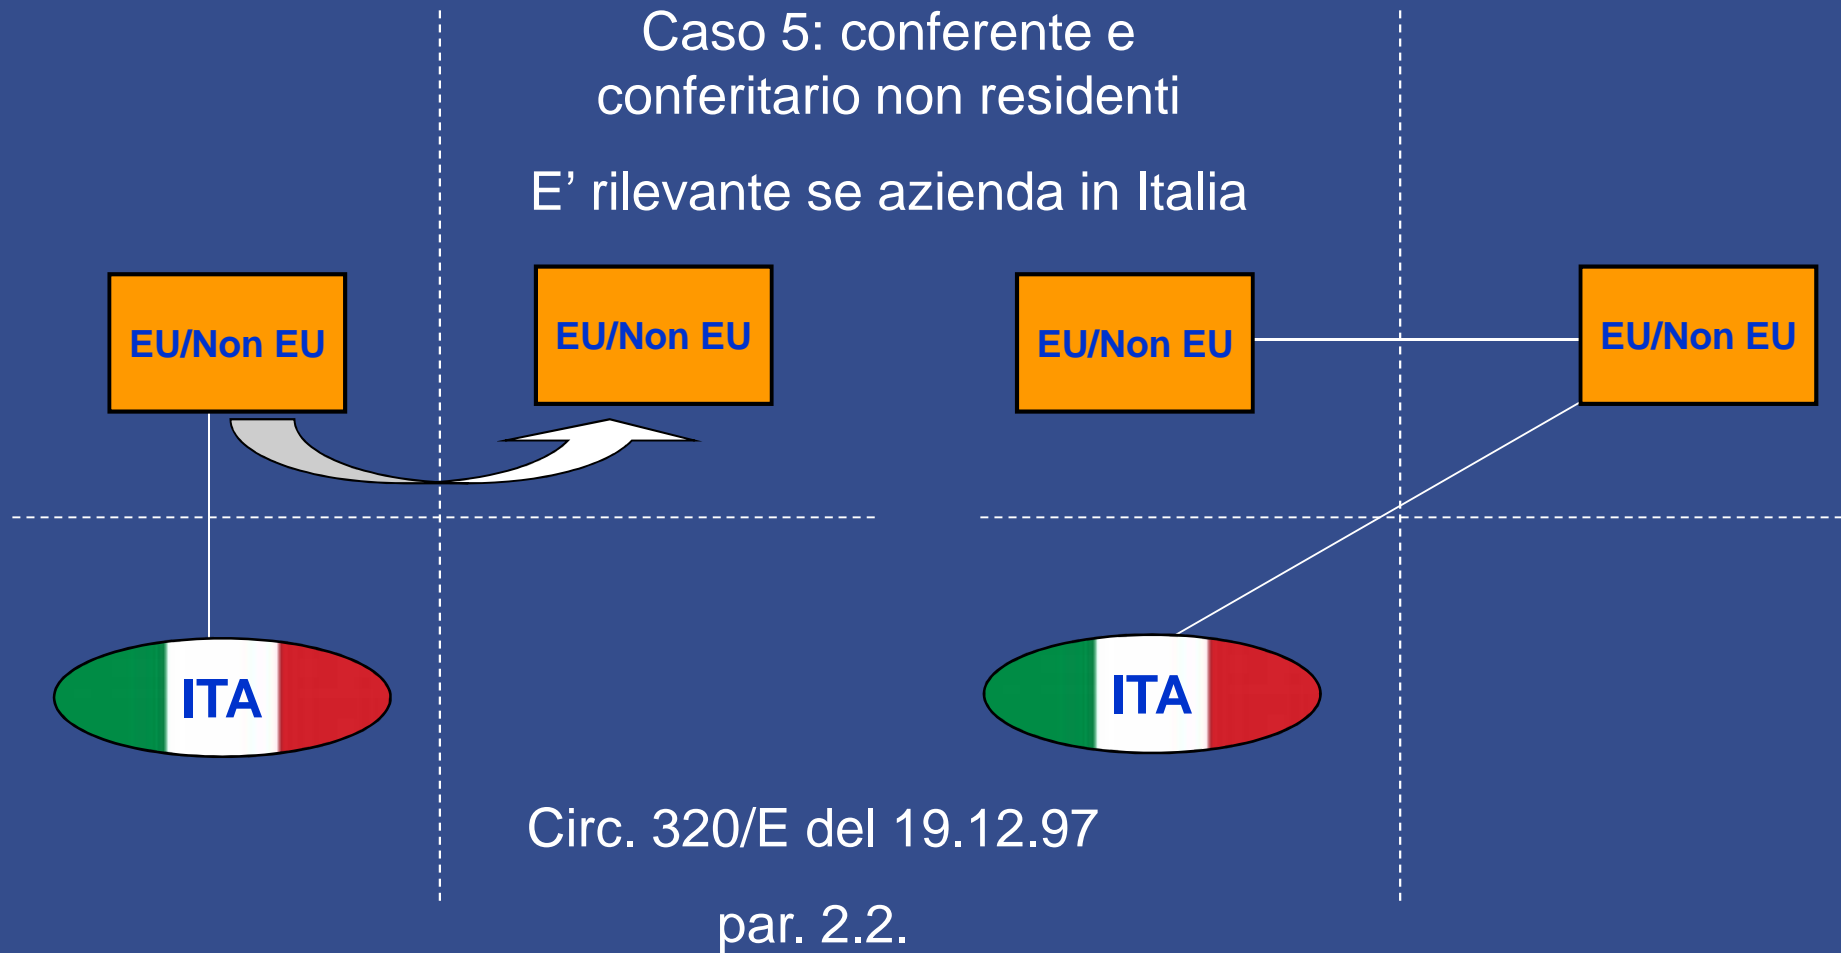 Caso 5: conferente e
conferitario non residenti
E’ rilevante se azienda in Italia
EU/Non EU
EU/Non EU
EU/Non EU
EU/Non EU
ITA
ITA
Circ. 320/E del 19.12.97
par. 2.2.